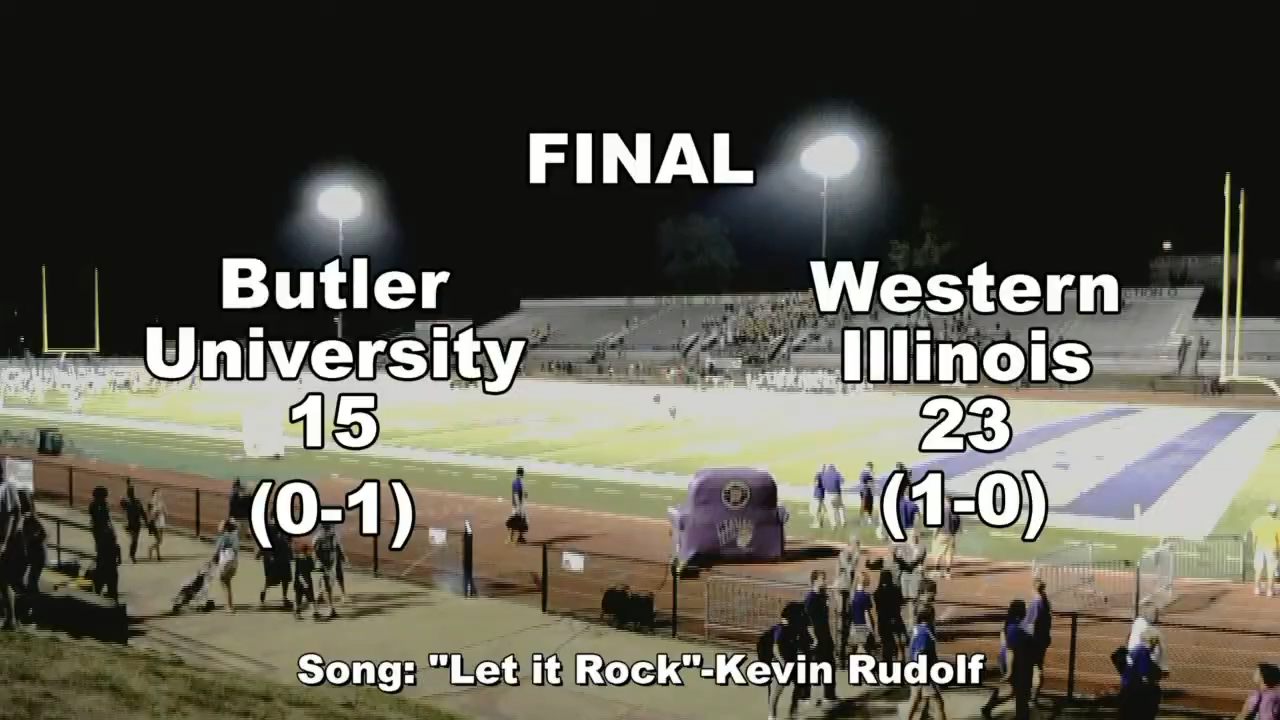 FINAL
Butler
University
15
(0-1)
Western
Illinois
23
(1-0)
Song: "Let it Rock"-Kevin Rudolf